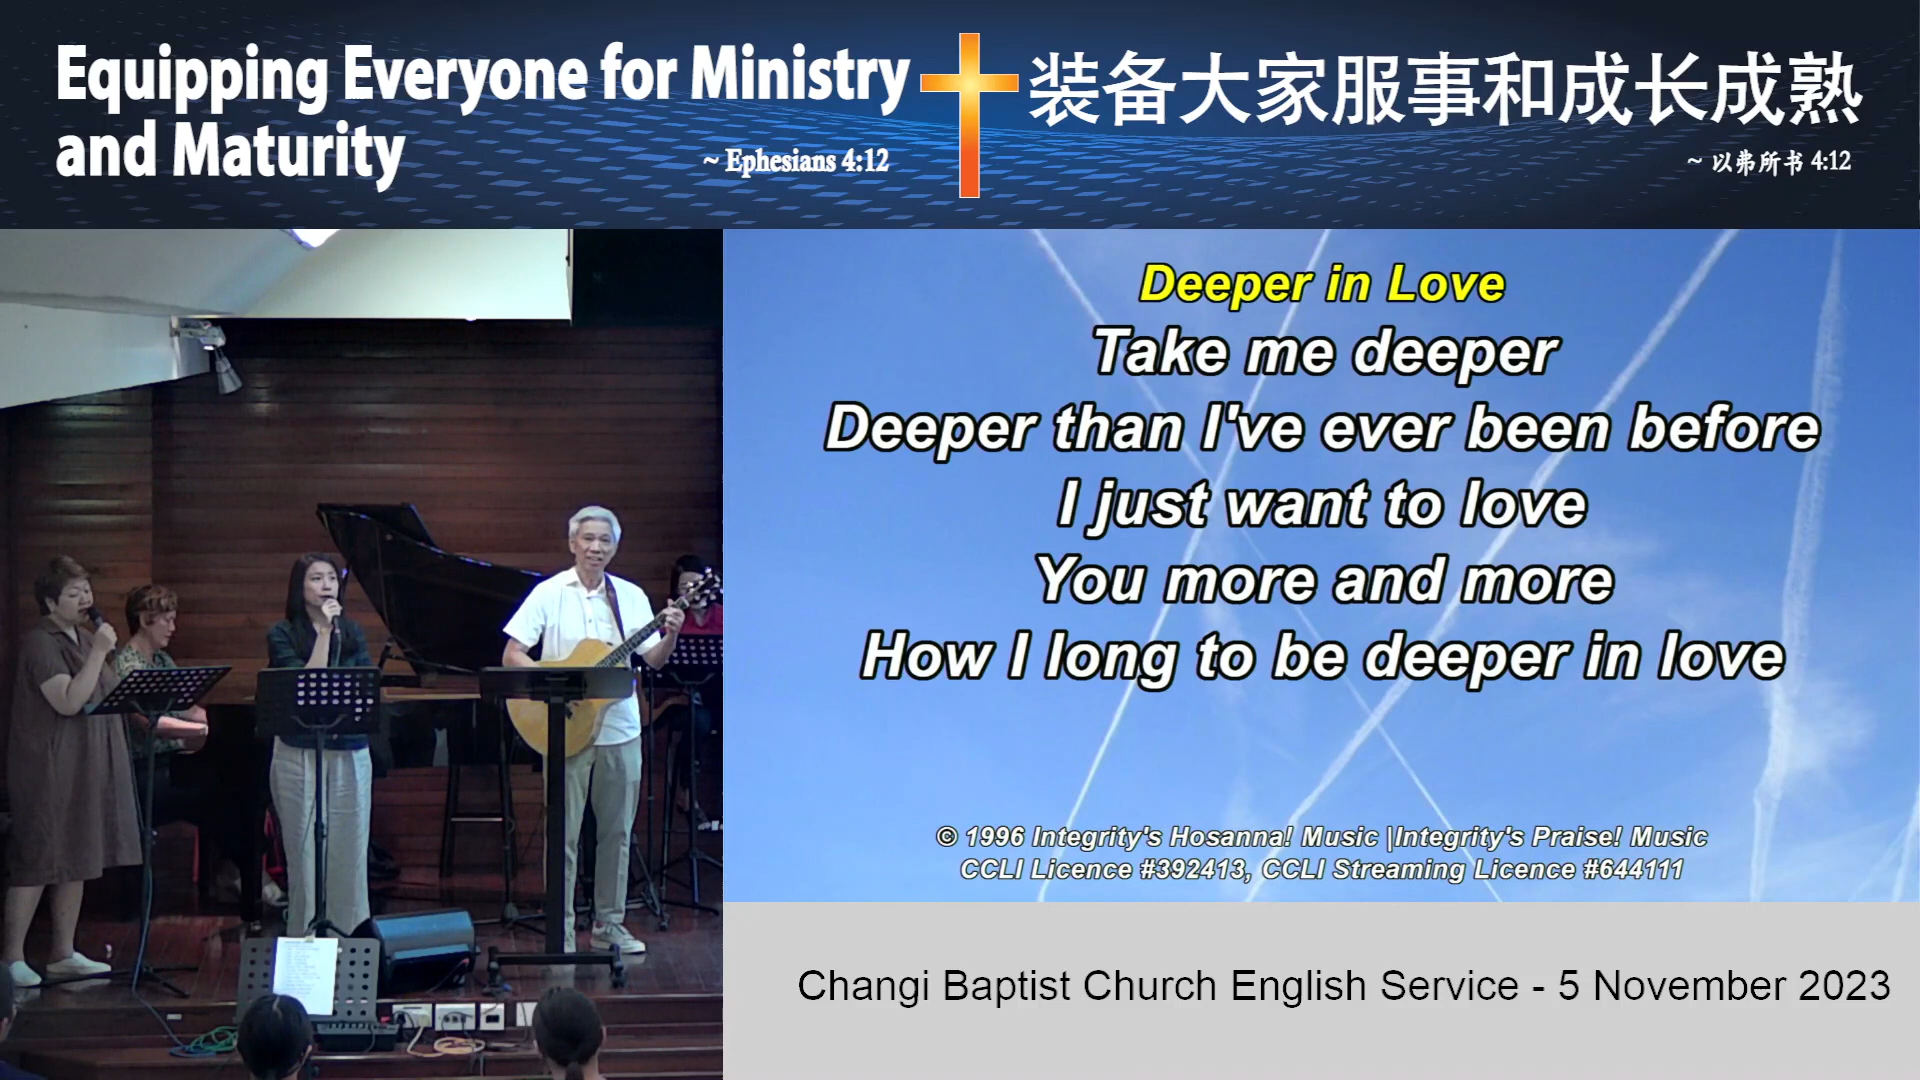 Equipping Everyone for Ministry
and Maturity
~ Ephesians 4:12
装备大家服事和成长成熟
~ 以弗所书 4:12
Deeper in Love
Take me deeper
Deeper than I've ever been before
I just want to love
You more and more
How I long to be deeper in love
© 1996 Integrity's Hosanna! Music |Integrity's Praise! Music
CCLI Licence #392413, CCLI Streaming Licence #644111
Changi Baptist Church English Service - 5 November 2023